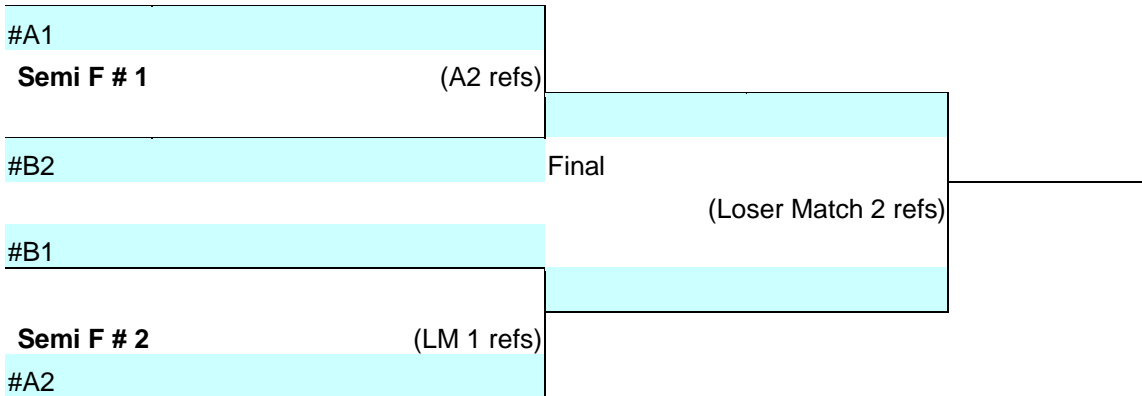 #A1
Semi F # 1 (A2 refs)
#B2
Final
(Loser Match 2 refs)
#B1
Semi F # 2 (LM 1 refs)
#A2